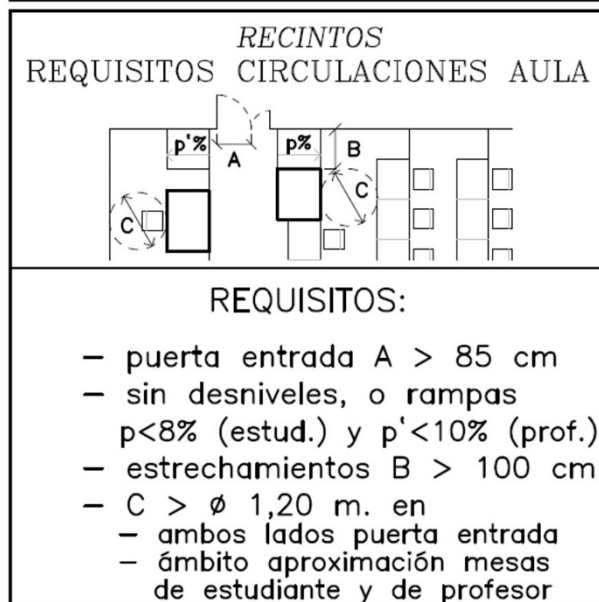 RECINTOS
REQUISITOS CIRCULACIONES AULA
p'% A p% B
C C
REQUISITOS:
– puerta entrada A > 85 cm
– sin desniveles, o rampas
p<8% (estud.) y p'<10% (prof.)
– estrechamientos B > 100 cm
– C > ø 1,20 m. en
– ambos lados puerta entrada
– ámbito aproximación mesas
de estudiante y de profesor